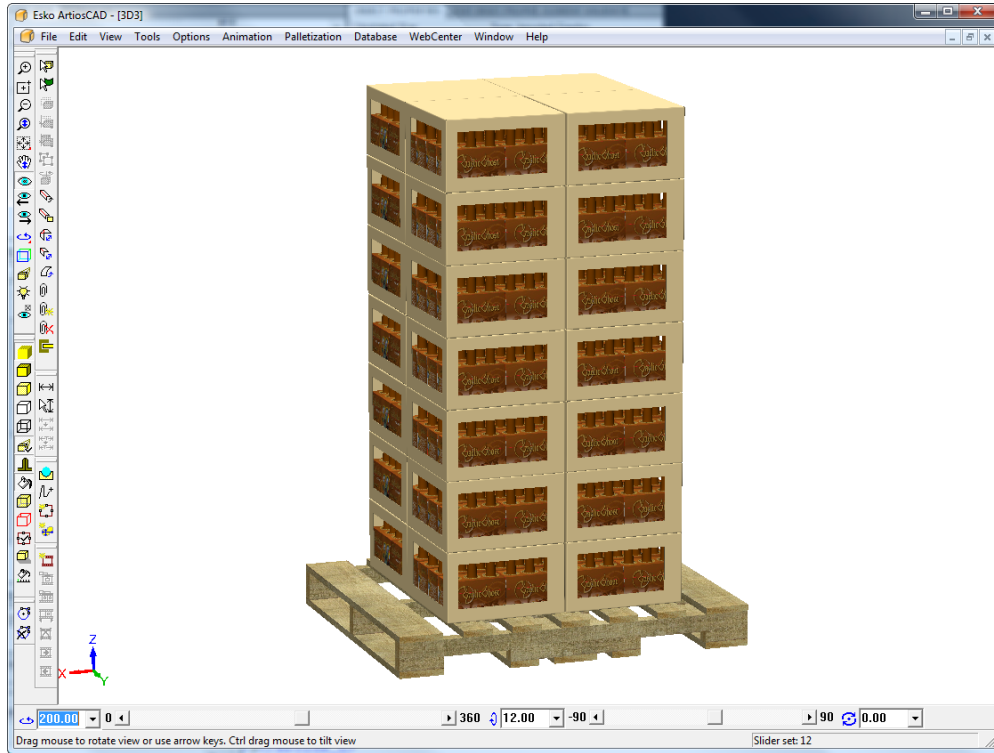 Esko ArtiosCAD - [3D3]
File Edit View Tools Options Animation Palletization Database WebCenter Window Help
Z
X
Y
200.00 0 360 12.00 -90 90 0.00
Drag mouse to rotate view or use arrow keys. Ctrl drag mouse to tilt view
Slider set: 12